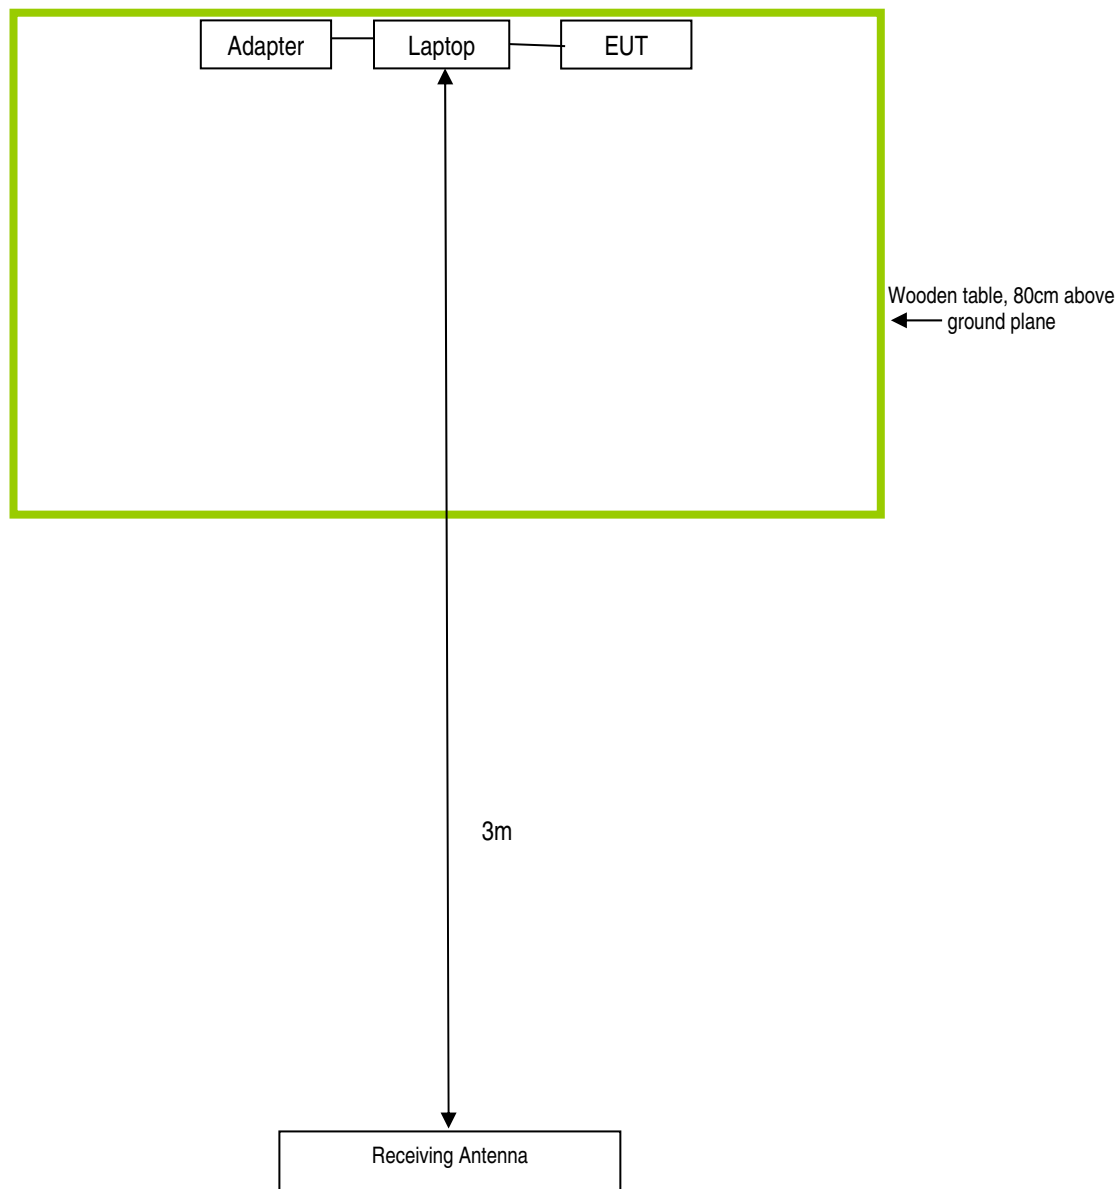 Adapter
Laptop
EUT
Wooden table, 80cm above
ground plane
3m
Receiving Antenna